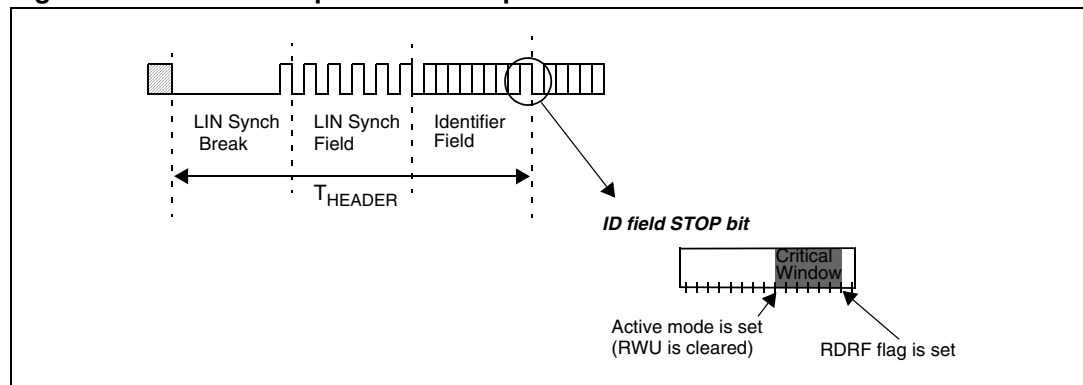 LIN Synch
Break
LIN Synch
Field
Identifier
Field
THEADER
ID field STOP bit
Critical
Window
Active mode is set
(RWU is cleared)
RDRF flag is set